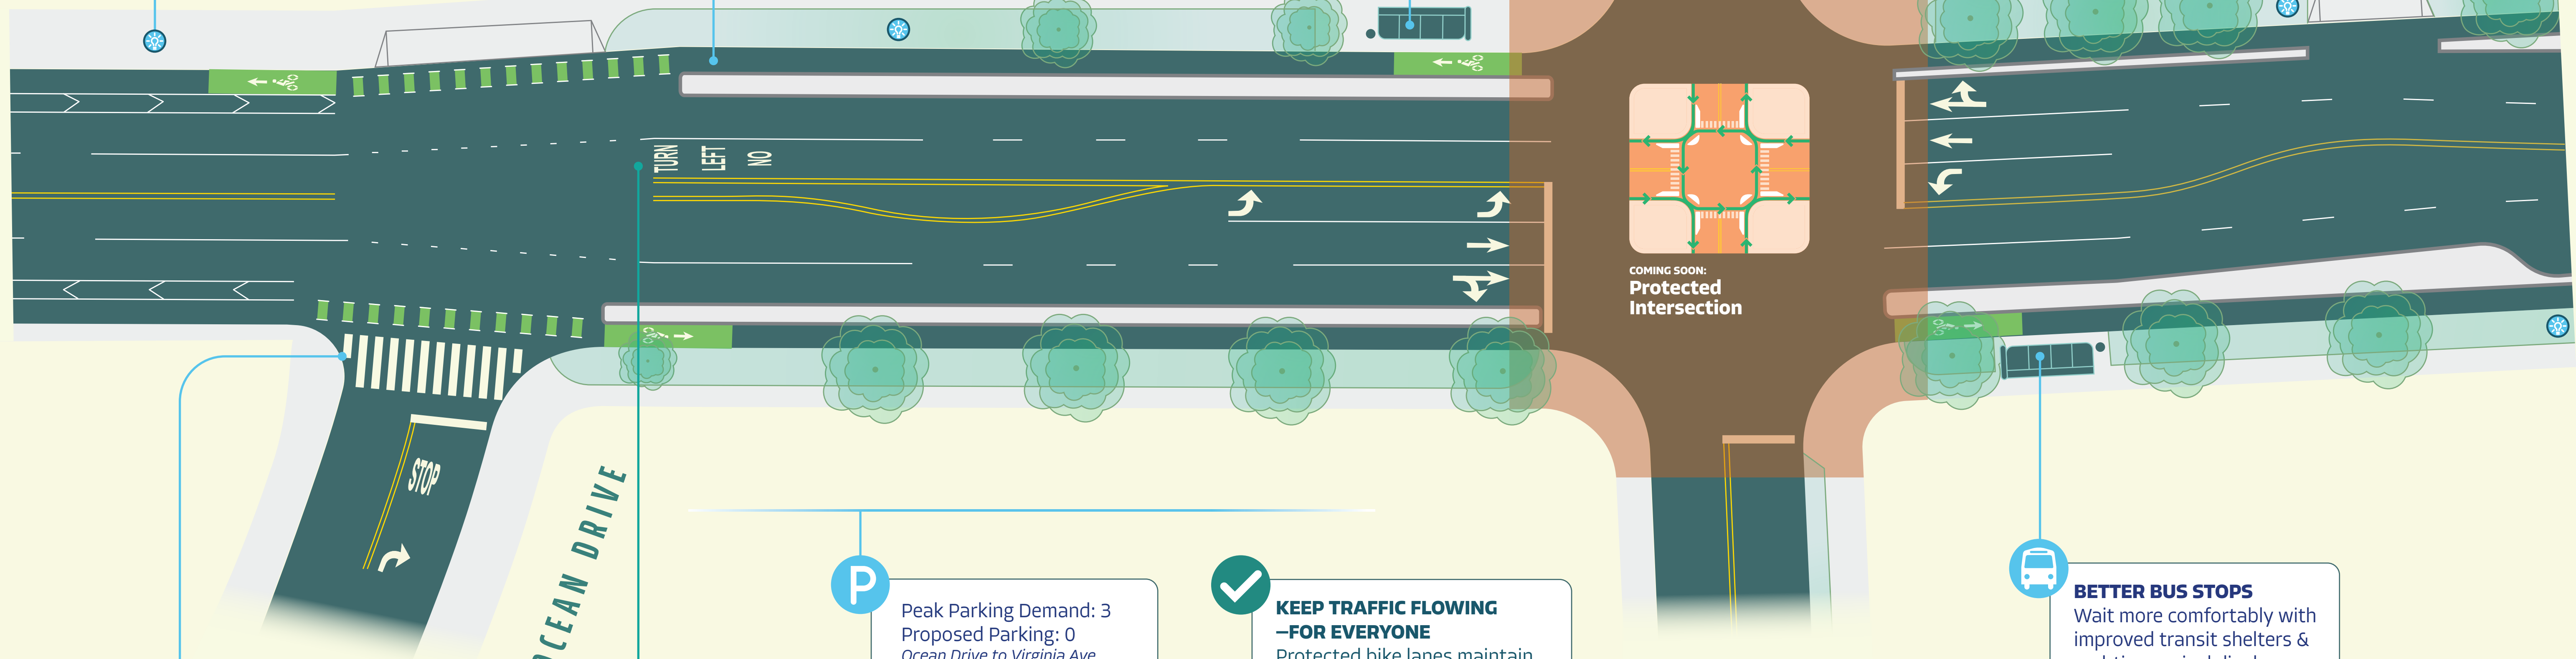 TURN
LEFT
NO
COMING SOON:
Protected
Intersection
STOP
OCEAN DRIVE
P
Peak Parking Demand: 3
Proposed Parking: 0
Ocean Drive to Virginia Ave
KEEP TRAFFIC FLOWING
–FOR EVERYONE
Protected bike lanes maintain
BETTER BUS STOPS
Wait more comfortably with
improved transit shelters &